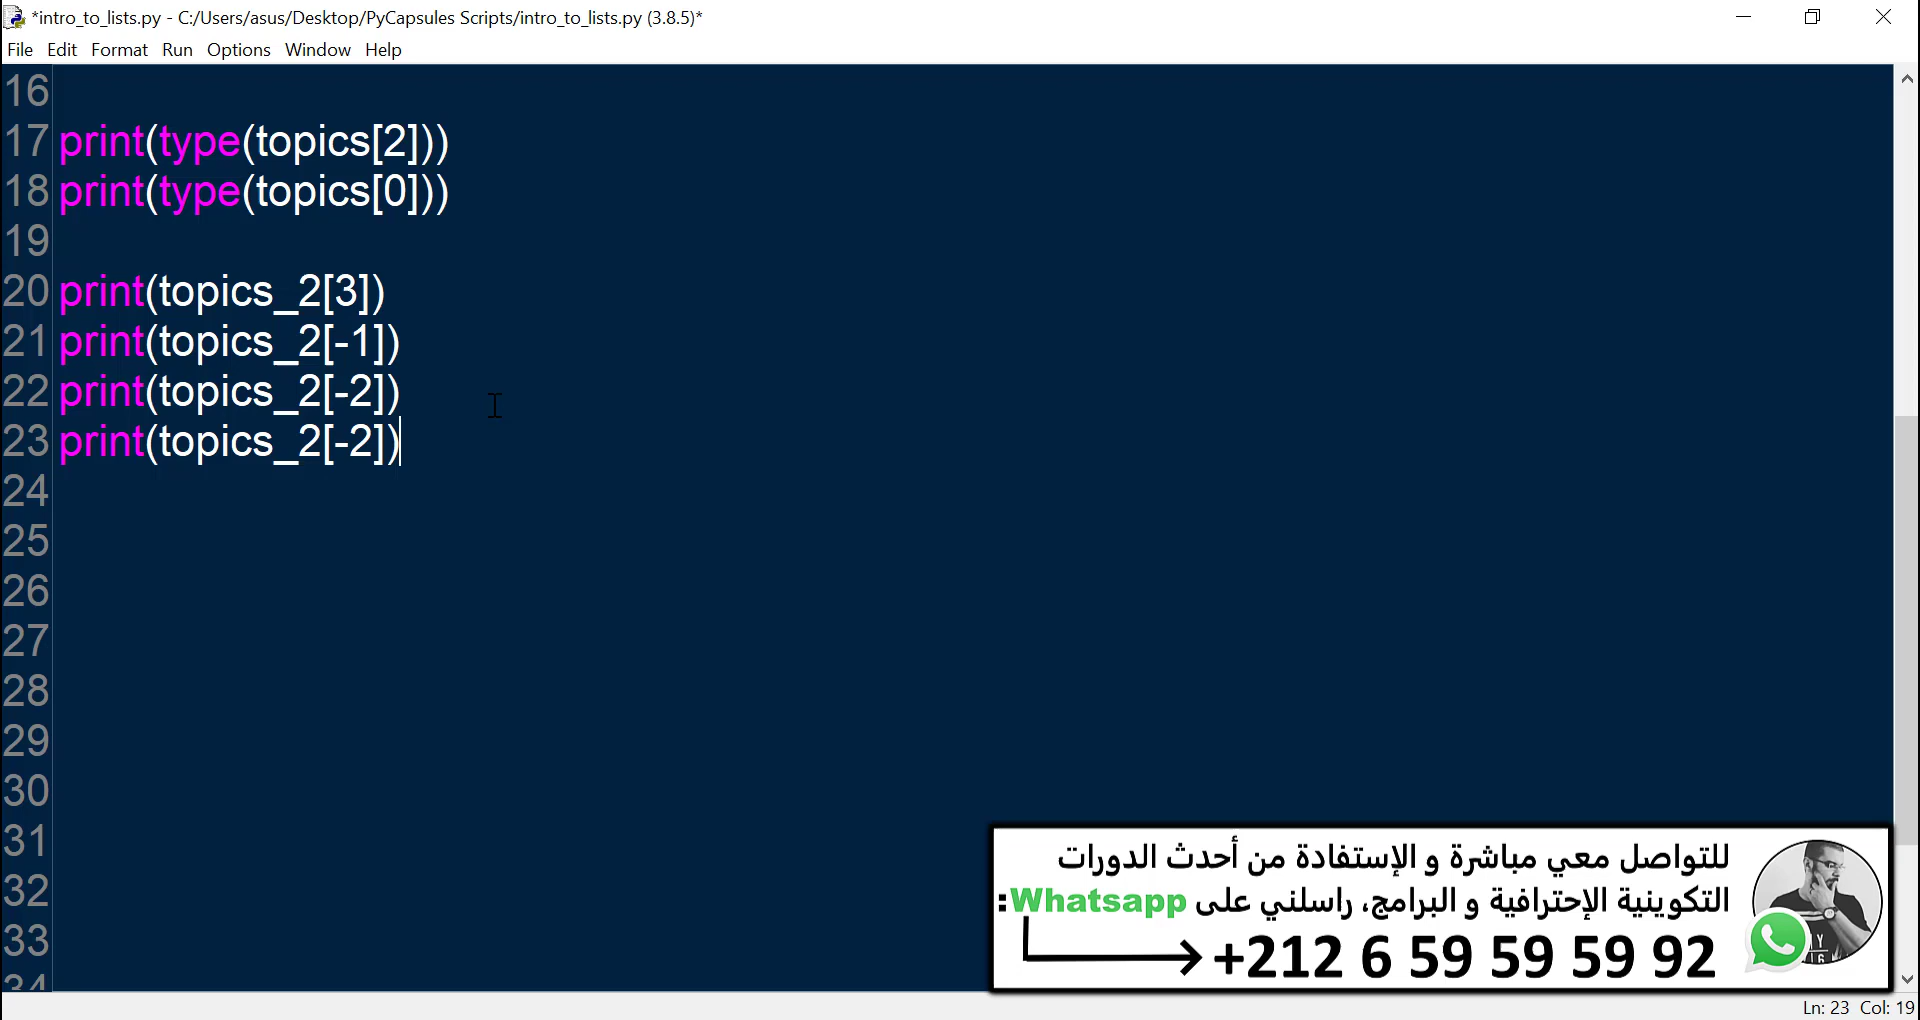 *intro_to_lists.py - C:/Users/asus/Desktop/PyCapsules Scripts/intro_to_lists.py (3.8.5)*
File Edit Format Run Options Window Help
16
17 print(type(topics[2]))
18 print(type(topics[0]))
19
20 print(topics_2[3])
21 print(topics_2[-1])
22 print(topics_2[-2])
23 print(topics_2[-2])
24
25
26
27
28
29
30
31
32
33
34
للتواصل معي مباشرة و الإستفادة من أحدث الدورات
التكوينية الإحترافية و البرامج، راسلني على Whatsapp:
+212 6 59 59 59 92
Ln: 23 Col: 19